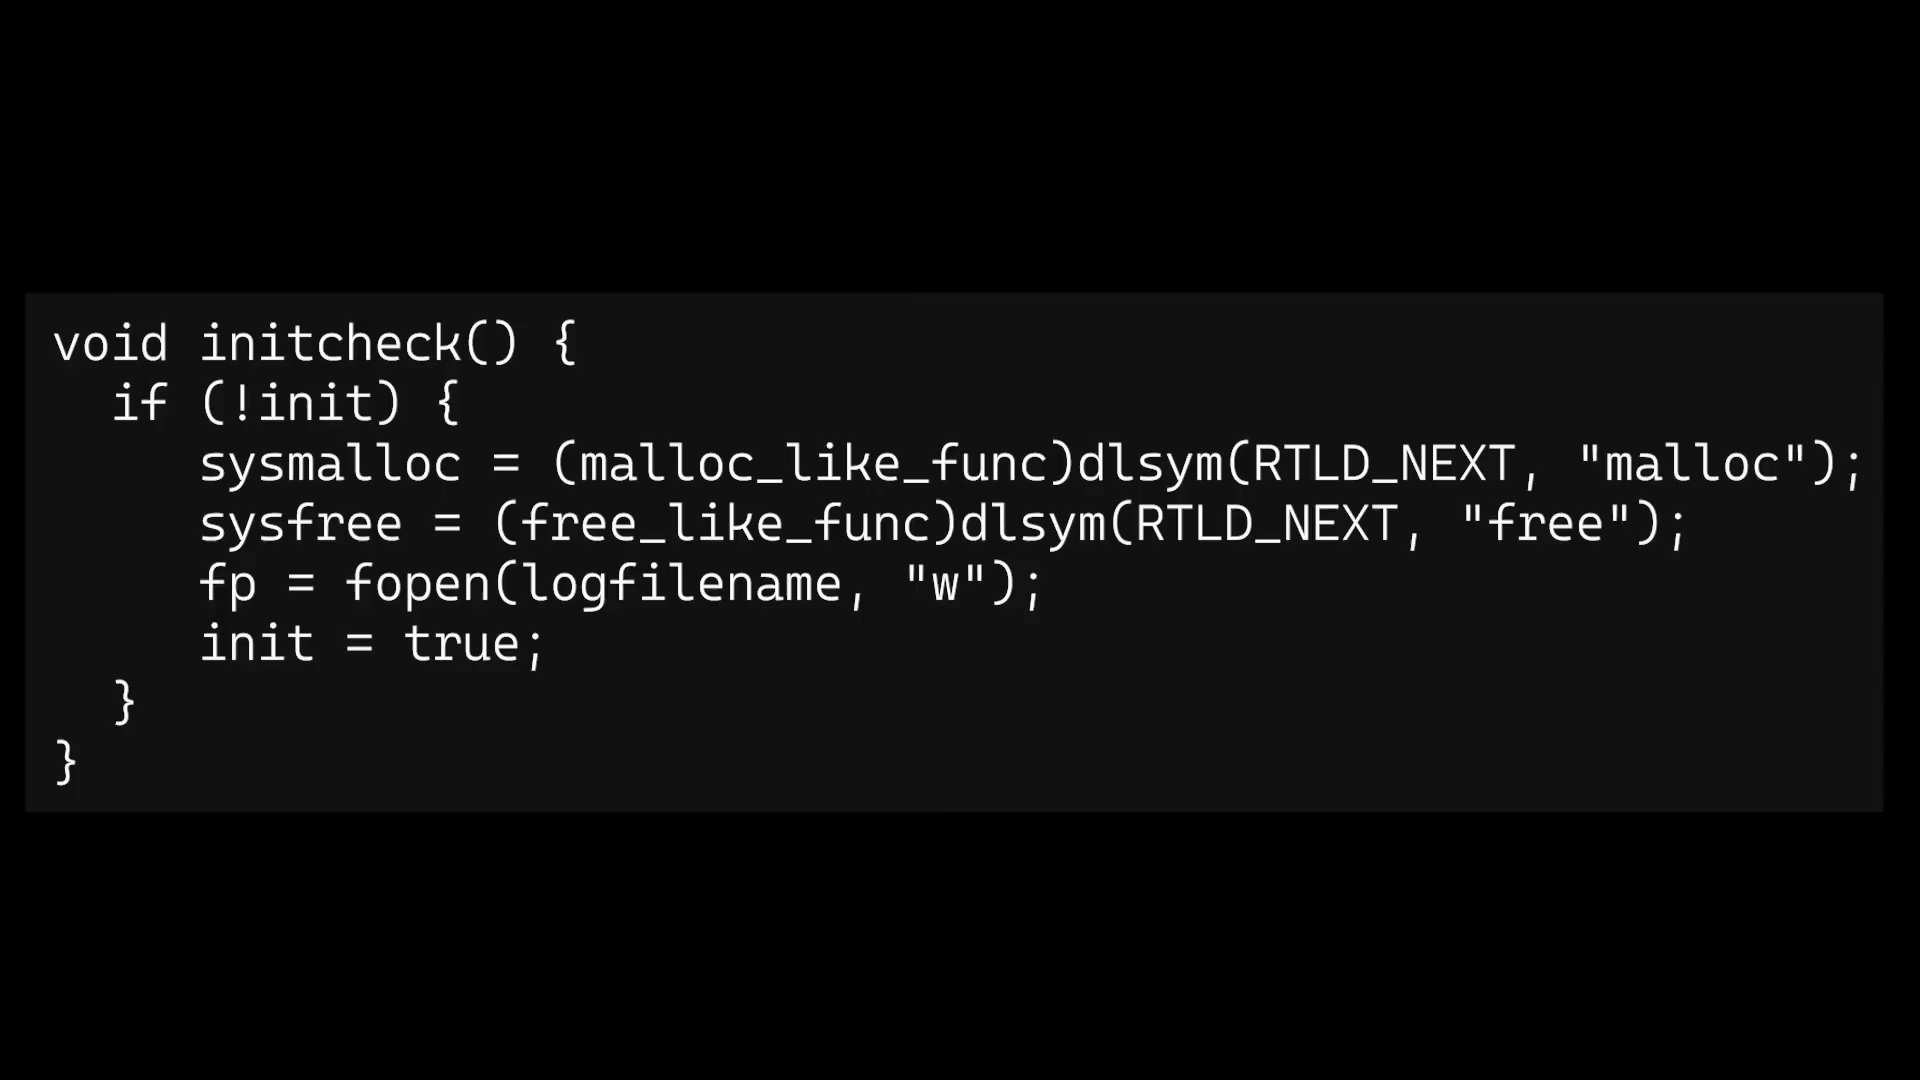 void initcheck() {
  if (!init) {
     sysmalloc = (malloc_like_func)dlsym(RTLD_NEXT, "malloc");
     sysfree = (free_like_func)dlsym(RTLD_NEXT, "free");
     fp = fopen(logfilename, "w");
     init = true;
  }
}